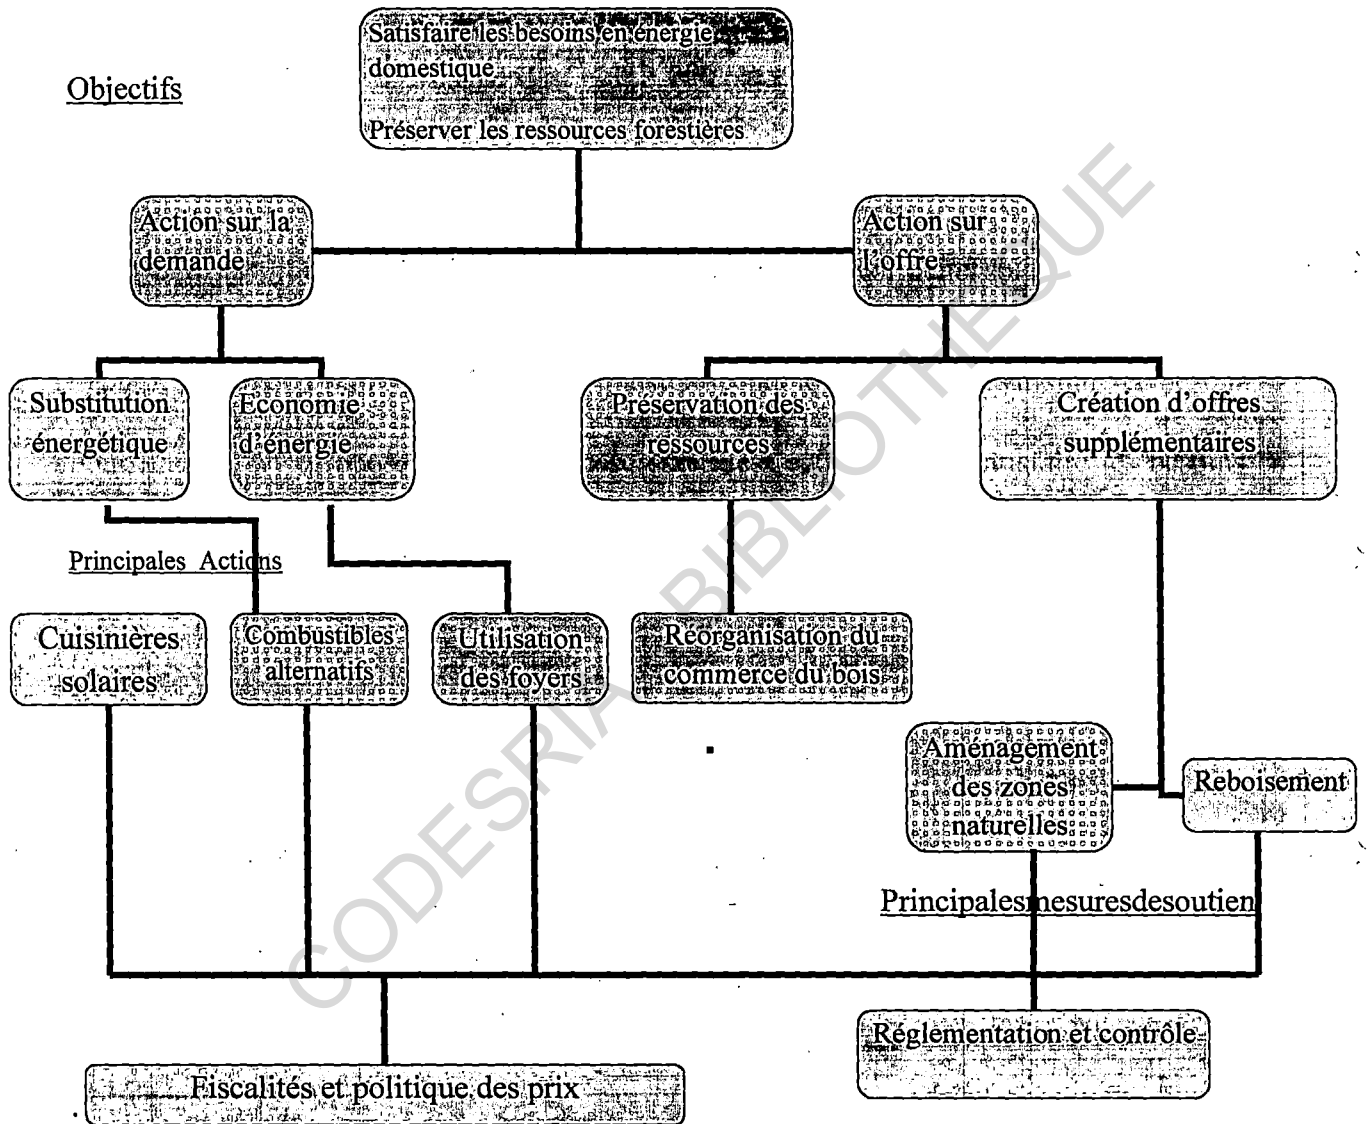 Satisfaire les besoins en énergie
domestique
Objectifs
Préserver les ressources forestières
Action sur la
demande
Action sur
l'offre
Substitution
énergétique
Economie
d'énergie
Préservation des
ressources
Création d'offres
supplémentaires
Principales Actions
Cuisinières
solaires
Combustibles
alternatifs
Utilisation
des foyers
Réorganisation du
commerce du bois
Aménagement
des zones
naturelles
Reboisement
Principalesmesuresdesoutien
Réglementation et contrôle
Fiscalités et politique des prix
CODESRIA - BIBLIOTHEQUE